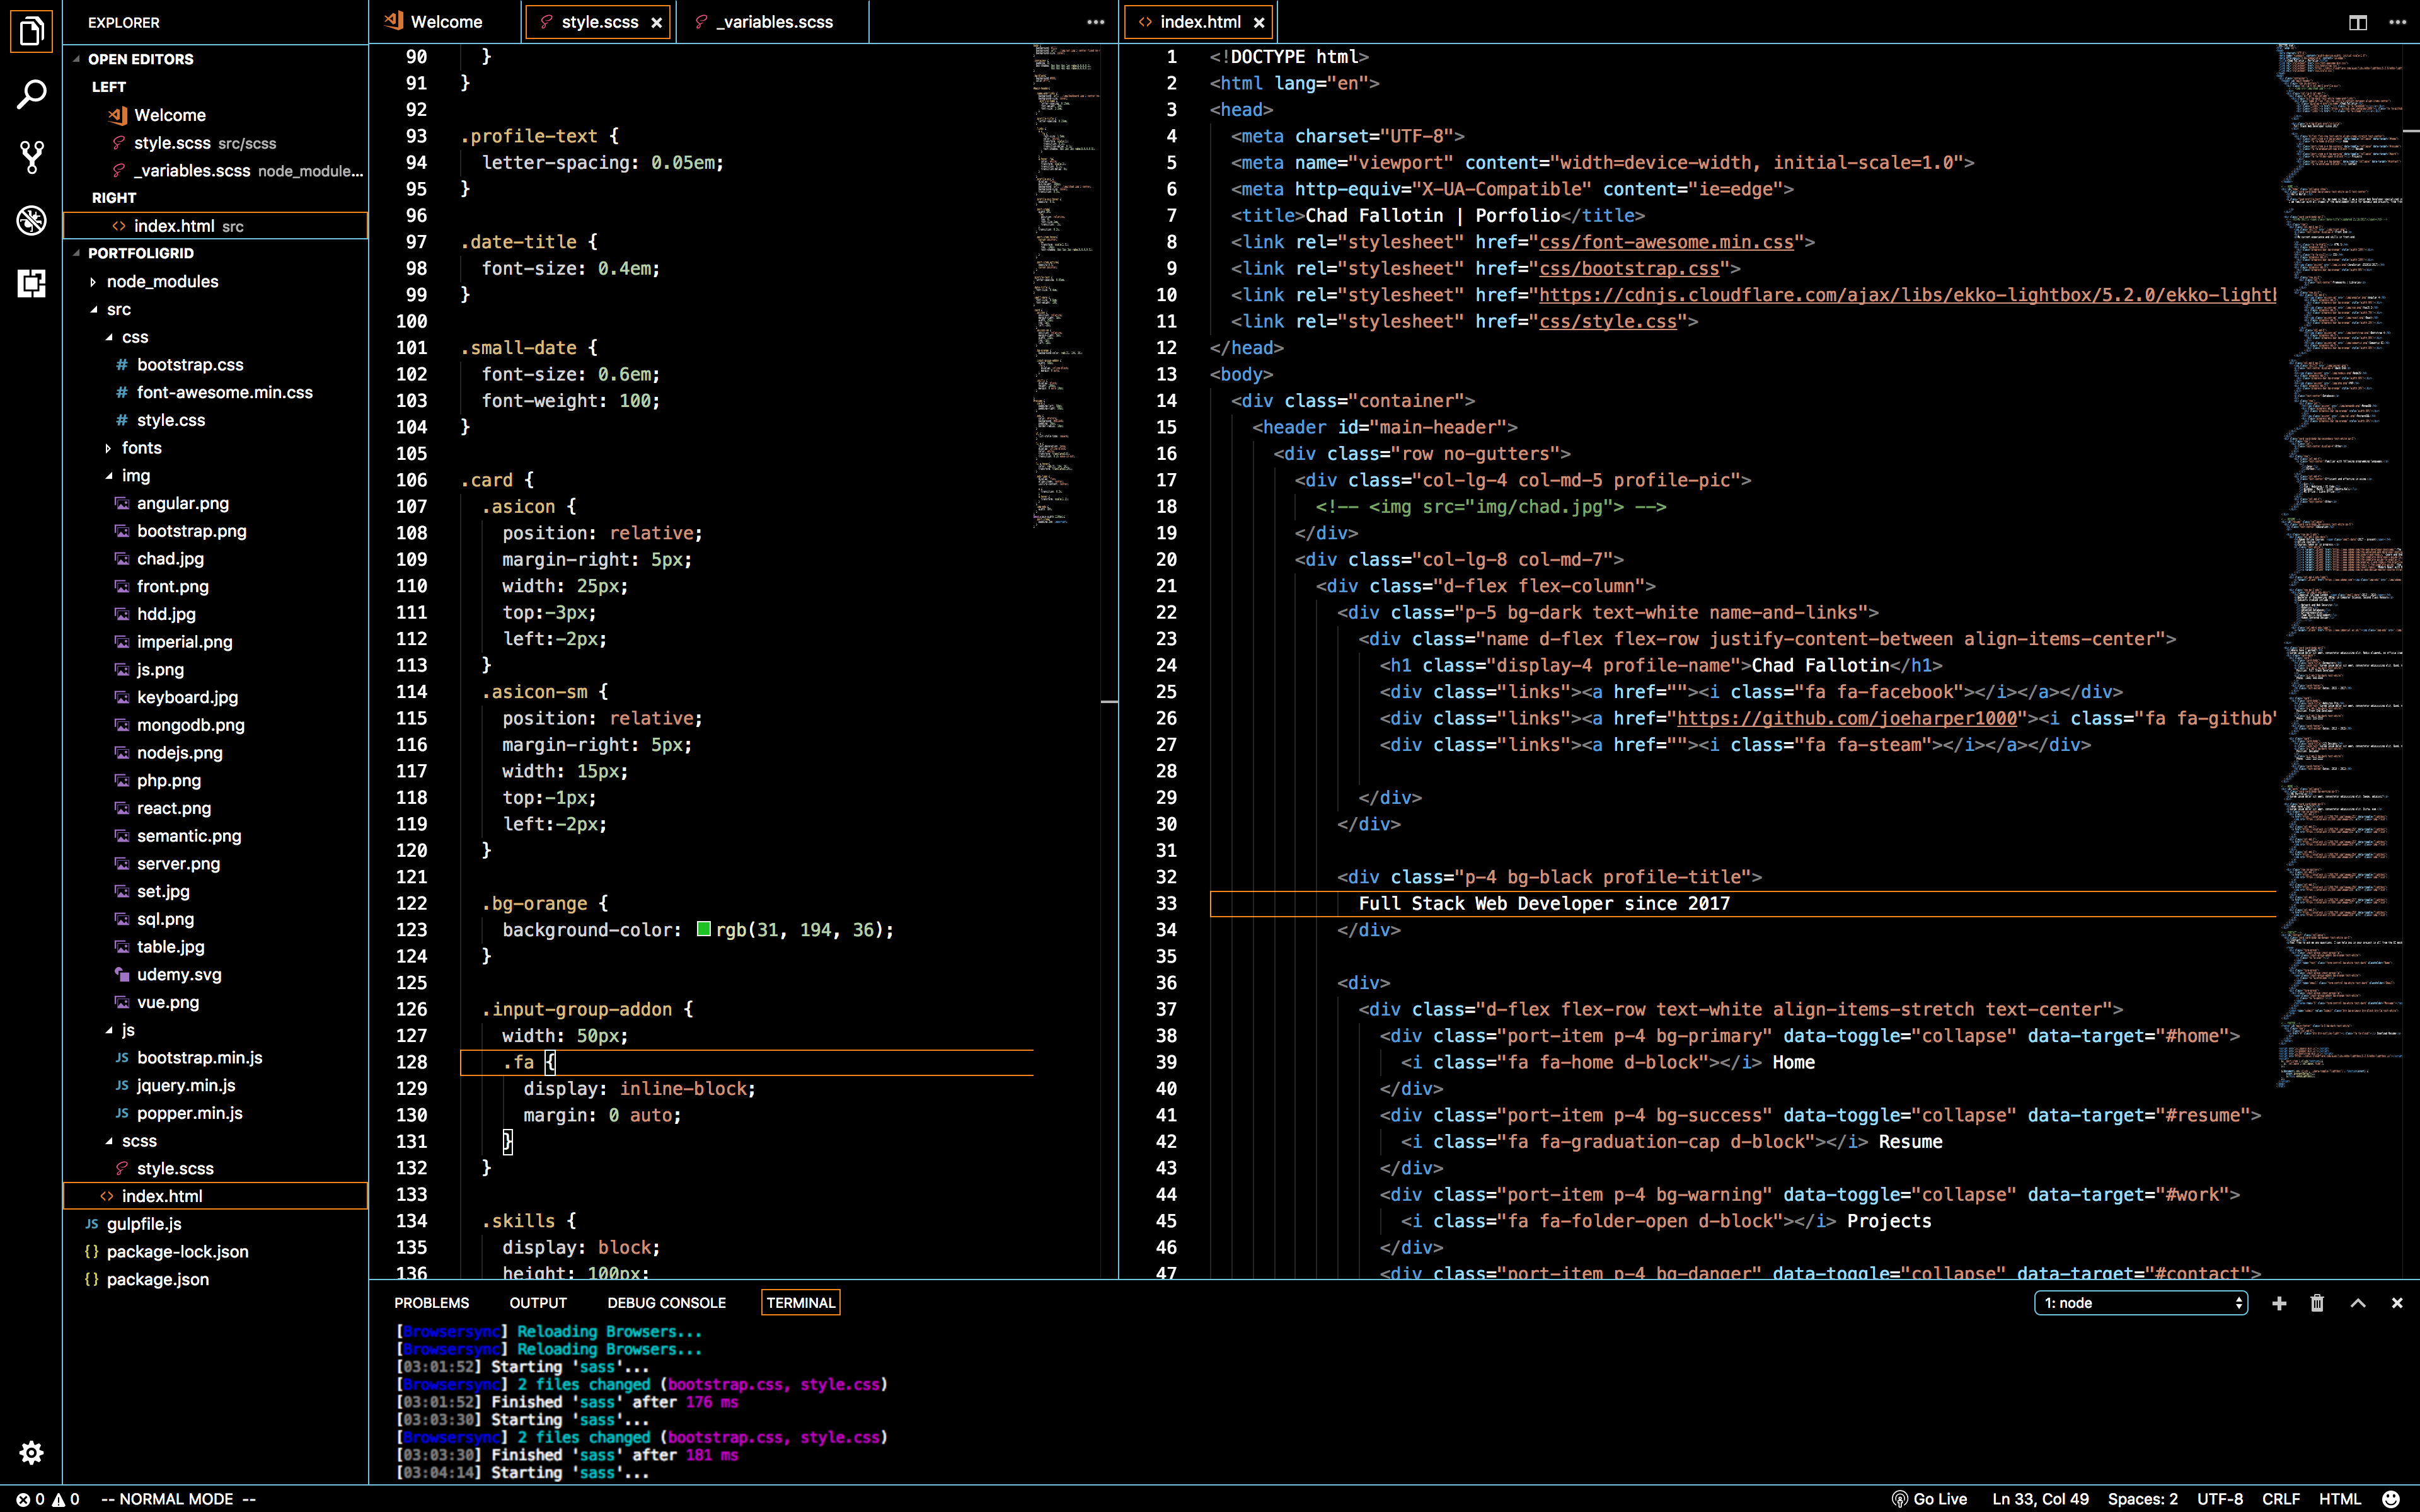 EXPLORER
OPEN EDITORS
LEFT
Welcome
style.scss src/scss
_variables.scss node_module...
RIGHT
index.html src
PORTFOLIGRID
node_modules
src
css
# bootstrap.css
# font-awesome.min.css
# style.css
fonts
img
angular.png
bootstrap.png
chad.jpg
front.png
hdd.jpg
imperial.png
js.png
keyboard.jpg
mongodb.png
nodejs.png
php.png
react.png
semantic.png
server.png
set.jpg
sql.png
table.jpg
udemy.svg
vue.png
js
JS bootstrap.min.js
JS jquery.min.js
JS popper.min.js
scss
style.scss
<> index.html
JS gulpfile.js
{} package-lock.json
{} package.json
Welcome
style.scss ×
_variables.scss
...
90 }
91 }
92
93 .profile-text {
94 letter-spacing: 0.05em;
95 }
96
97 .date-title {
98 font-size: 0.4em;
99 }
100
101 .small-date {
102 font-size: 0.6em;
103 font-weight: 100;
104 }
105
106 .card {
107 .asicon {
108 position: relative;
109 margin-right: 5px;
110 width: 25px;
111 top:-3px;
112 left:-2px;
113 }
114 .asicon-sm {
115 position: relative;
116 margin-right: 5px;
117 width: 15px;
118 top:-1px;
119 left:-2px;
120 }
121
122 .bg-orange {
123 background-color: rgb(31, 194, 36);
124 }
125
126 .input-group-addon {
127 width: 50px;
128 .fa {
129 display: inline-block;
130 margin: 0 auto;
131 }
132 }
133
134 .skills {
135 display: block;
136 height: 100px;
<> index.html ×
...
1 <!DOCTYPE html>
2 <html lang="en">
3 <head>
4 <meta charset="UTF-8">
5 <meta name="viewport" content="width=device-width, initial-scale=1.0">
6 <meta http-equiv="X-UA-Compatible" content="ie=edge">
7 <title>Chad Fallotin | Porfolio</title>
8 <link rel="stylesheet" href="css/font-awesome.min.css">
9 <link rel="stylesheet" href="css/bootstrap.css">
10 <link rel="stylesheet" href="https://cdnjs.cloudflare.com/ajax/libs/ekko-lightbox/5.2.0/ekko-light
11 <link rel="stylesheet" href="css/style.css">
12 </head>
13 <body>
14 <div class="container">
15 <header id="main-header">
16 <div class="row no-gutters">
17 <div class="col-lg-4 col-md-5 profile-pic">
18 <!-- <img src="img/chad.jpg"> -->
19 </div>
20 <div class="col-lg-8 col-md-7">
21 <div class="d-flex flex-column">
22 <div class="p-5 bg-dark text-white name-and-links">
23 <div class="name d-flex flex-row justify-content-between align-items-center">
24 <h1 class="display-4 profile-name">Chad Fallotin</h1>
25 <div class="links"><a href=""><i class="fa fa-facebook"></i></a></div>
26 <div class="links"><a href="https://github.com/joeharper1000"><i class="fa fa-github"
27 <div class="links"><a href=""><i class="fa fa-steam"></i></a></div>
28
29 </div>
30 </div>
31
32 <div class="p-4 bg-black profile-title">
33 Full Stack Web Developer since 2017
34 </div>
35
36 <div>
37 <div class="d-flex flex-row text-white align-items-stretch text-center">
38 <div class="port-item p-4 bg-primary" data-toggle="collapse" data-target="#home">
39 <i class="fa fa-home d-block"></i> Home
40 </div>
41 <div class="port-item p-4 bg-success" data-toggle="collapse" data-target="#resume">
42 <i class="fa fa-graduation-cap d-block"></i> Resume
43 </div>
44 <div class="port-item p-4 bg-warning" data-toggle="collapse" data-target="#work">
45 <i class="fa fa-folder-open d-block"></i> Projects
46 </div>
47 <div class="port-item p-4 bg-danger" data-toggle="collapse" data-target="#contact">
PROBLEMS OUTPUT DEBUG CONSOLE TERMINAL
1: node
[Browsersync] Reloading Browsers...
[Browsersync] Reloading Browsers...
[03:01:52] Starting 'sass'...
[Browsersync] 2 files changed (bootstrap.css, style.css)
[03:01:52] Finished 'sass' after 176 ms
[03:03:30] Starting 'sass'...
[Browsersync] 2 files changed (bootstrap.css, style.css)
[03:03:30] Finished 'sass' after 181 ms
[03:04:14] Starting 'sass'...
0 0 -- NORMAL MODE --
Go Live Ln 33, Col 49 Spaces: 2 UTF-8 CRLF HTML